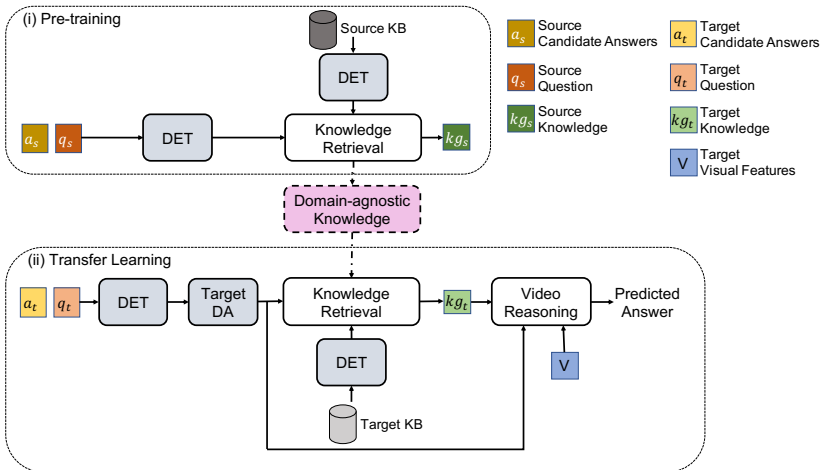 (i) Pre-training
Source KB
DET
a_s q_s
DET
Knowledge
Retrieval
kg_s
Domain-agnostic
Knowledge
a_s
Source
Candidate Answers
a_t
Target
Candidate Answers
q_s
Source
Question
q_t
Target
Question
kg_s
Source
Knowledge
kg_t
Target
Knowledge
V
Target
Visual Features
(ii) Transfer Learning
a_t q_t
DET
Target
DA
Knowledge
Retrieval
kg_t
Video
Reasoning
Predicted
Answer
DET
V
Target KB